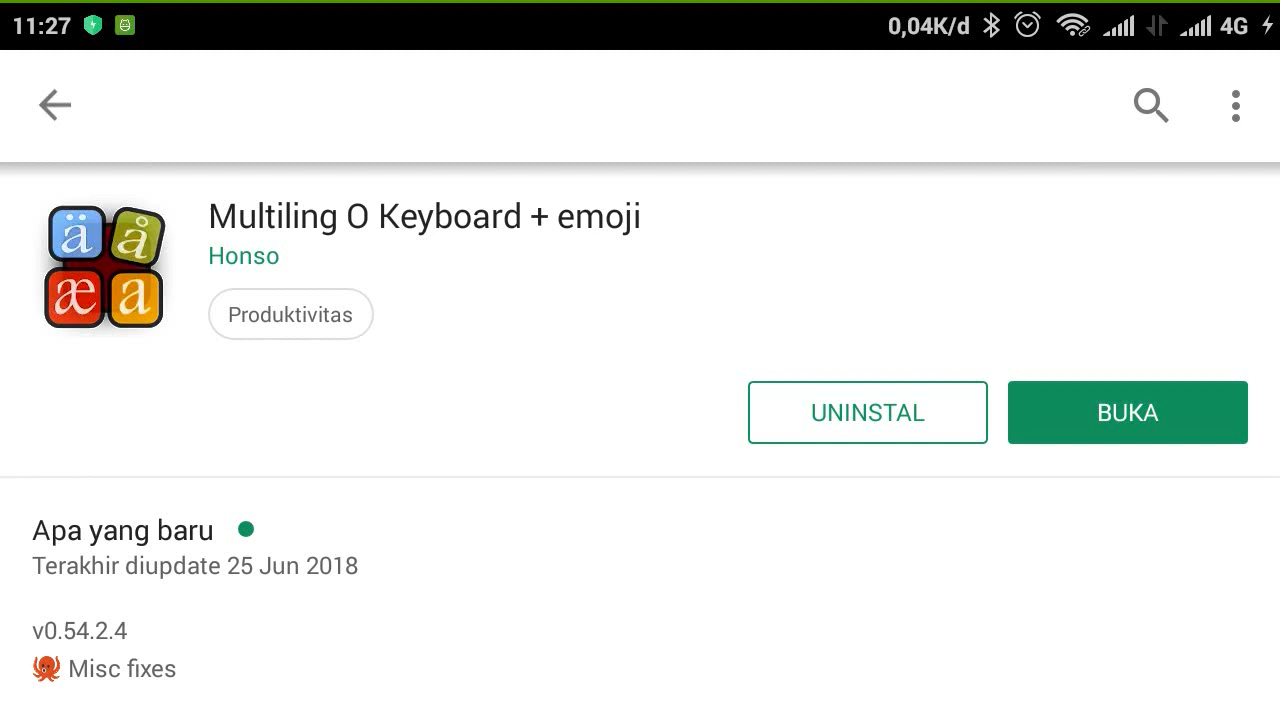 11:27 0,04K/d 4G
Multiling O Keyboard + emoji
Honso
Produktivitas
UNINSTAL BUKA
Apa yang baru
Terakhir diupdate 25 Jun 2018
v0.54.2.4
🐙 Misc fixes
ä å
æ a